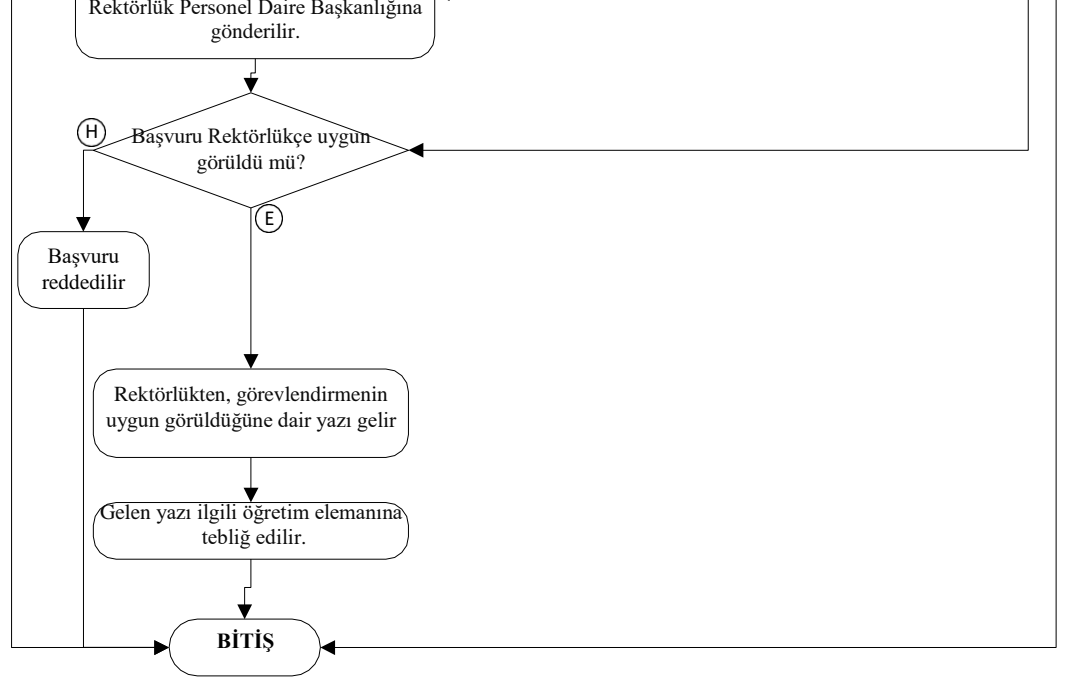 Rektörlük Personel Daire Başkanlığına
gönderilir.
H
Başvuru Rektörlükçe uygun
görüldü mü?
E
Başvuru
reddedilir
Rektörlükten, görevlendirmenin
uygun görüldüğüne dair yazı gelir
Gelen yazı ilgili öğretim elemanına
tebliğ edilir.
BİTİŞ